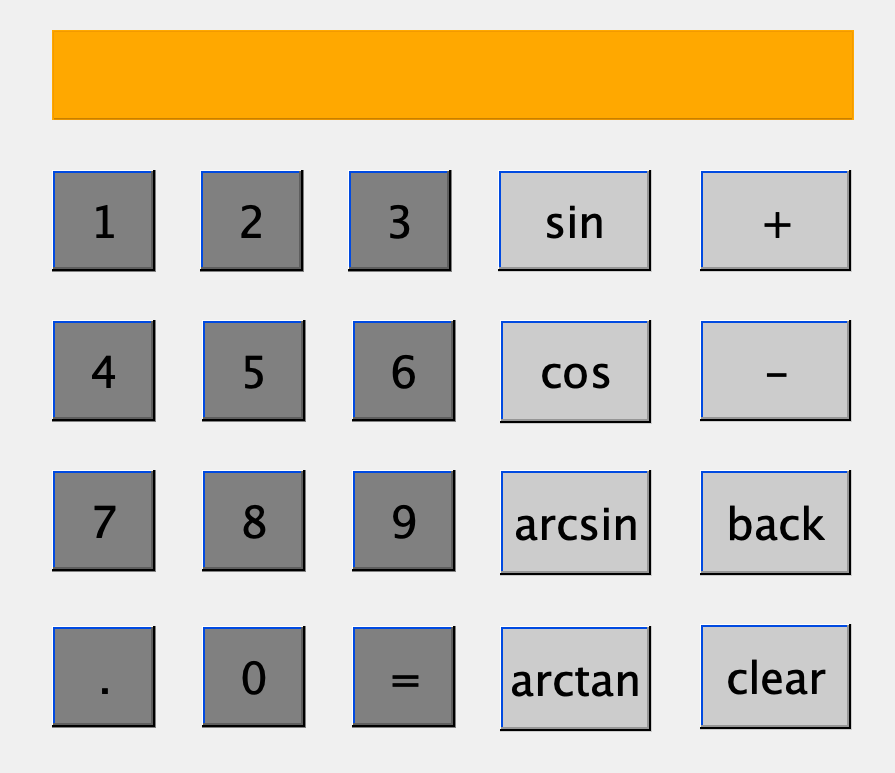 1 2 3 sin +
4 5 6 cos -
7 8 9 arcsin back
. 0 = arctan clear